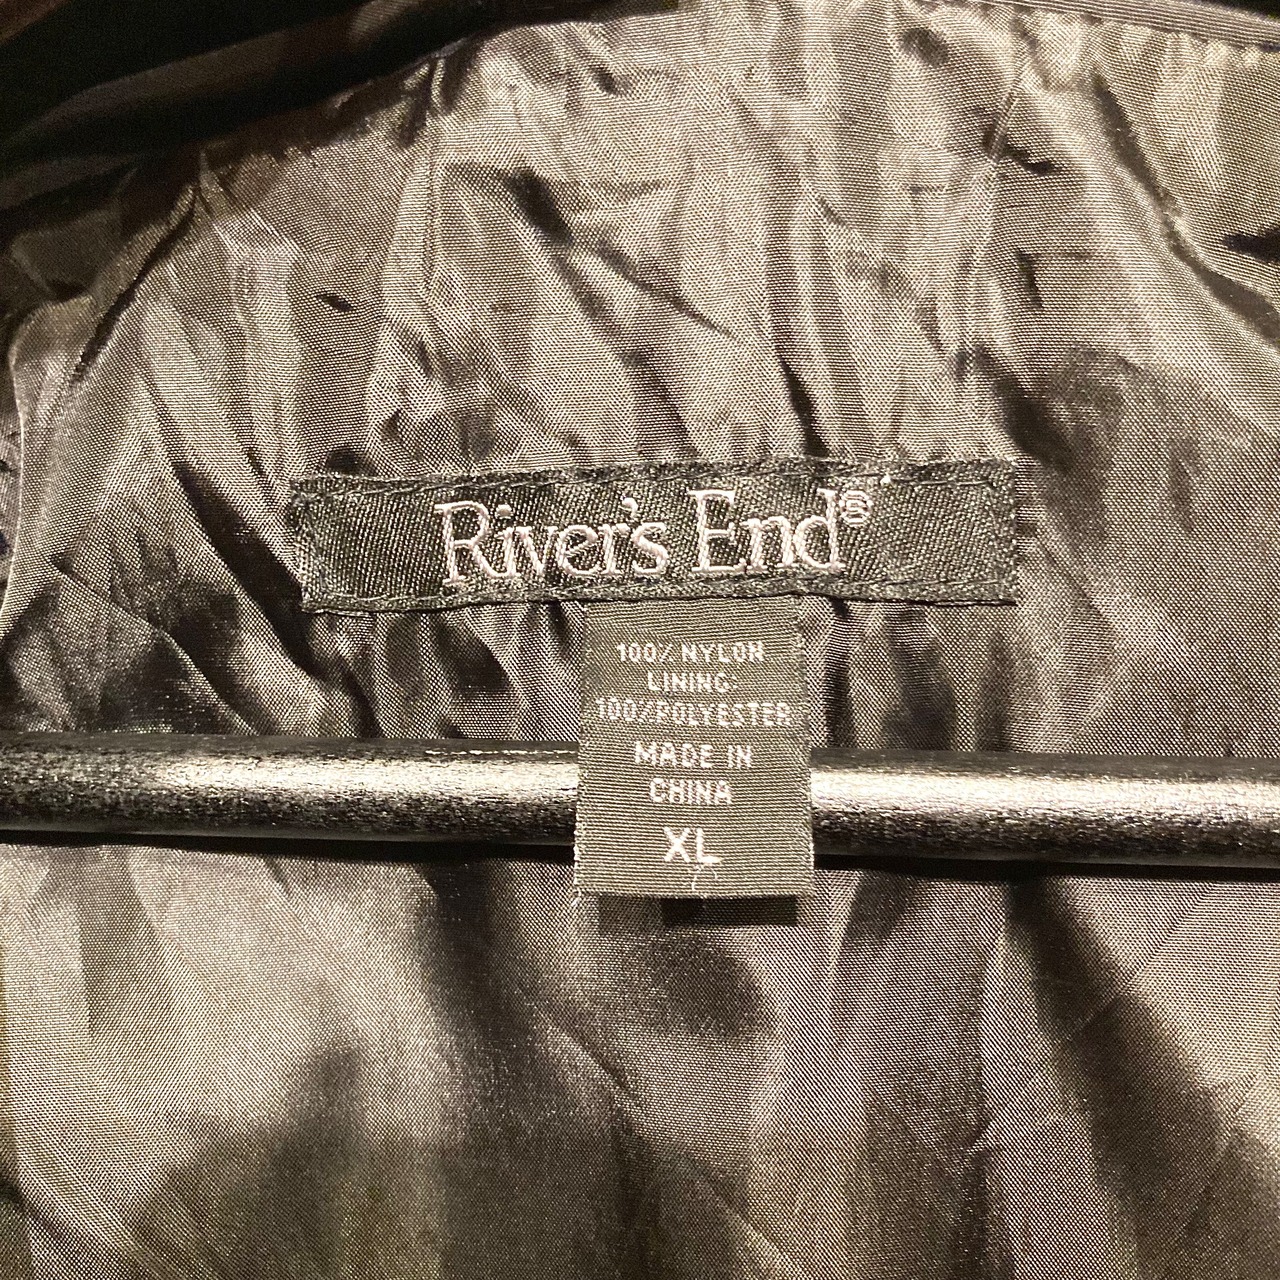 River's End®
100% NYLON
LINING:
100% POLYESTER
MADE IN
CHINA
XL